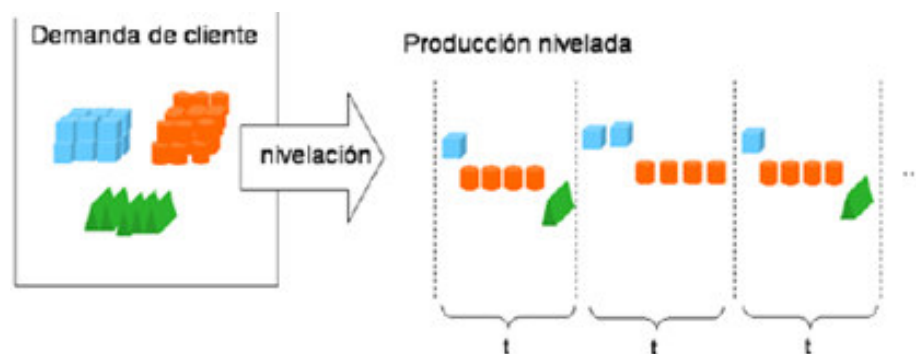 Demanda de cliente
Producción nivelada
nivelación
t
t
t
..